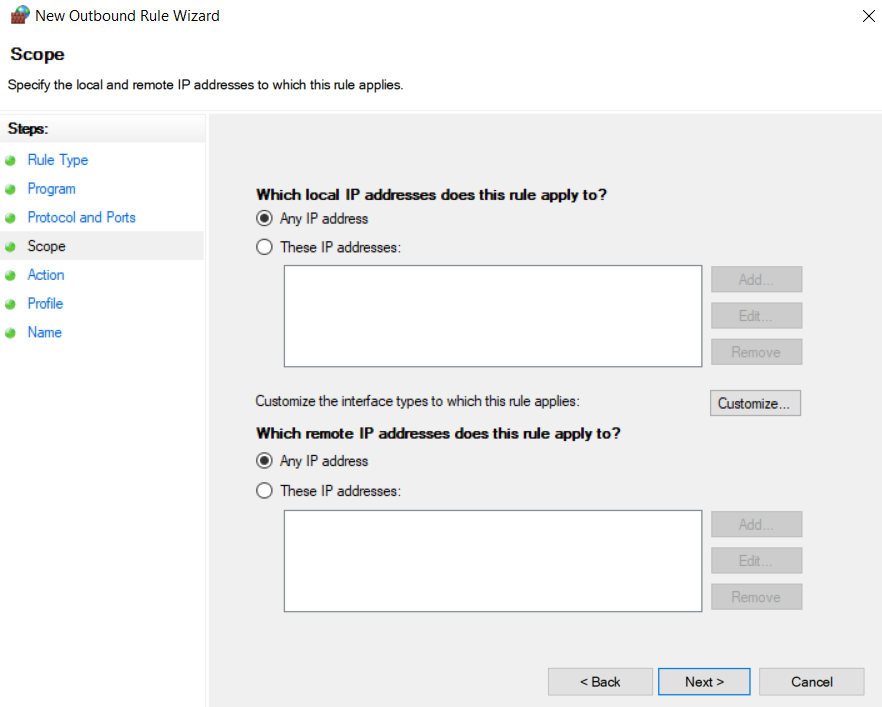 New Outbound Rule Wizard
Scope
Specify the local and remote IP addresses to which this rule applies.
Steps:
Rule Type
Program
Protocol and Ports
Scope
Action
Profile
Name
Which local IP addresses does this rule apply to?
Any IP address
These IP addresses:
Add...
Edit...
Remove
Customize the interface types to which this rule applies:
Customize...
Which remote IP addresses does this rule apply to?
Any IP address
These IP addresses:
Add...
Edit...
Remove
< Back
Next >
Cancel